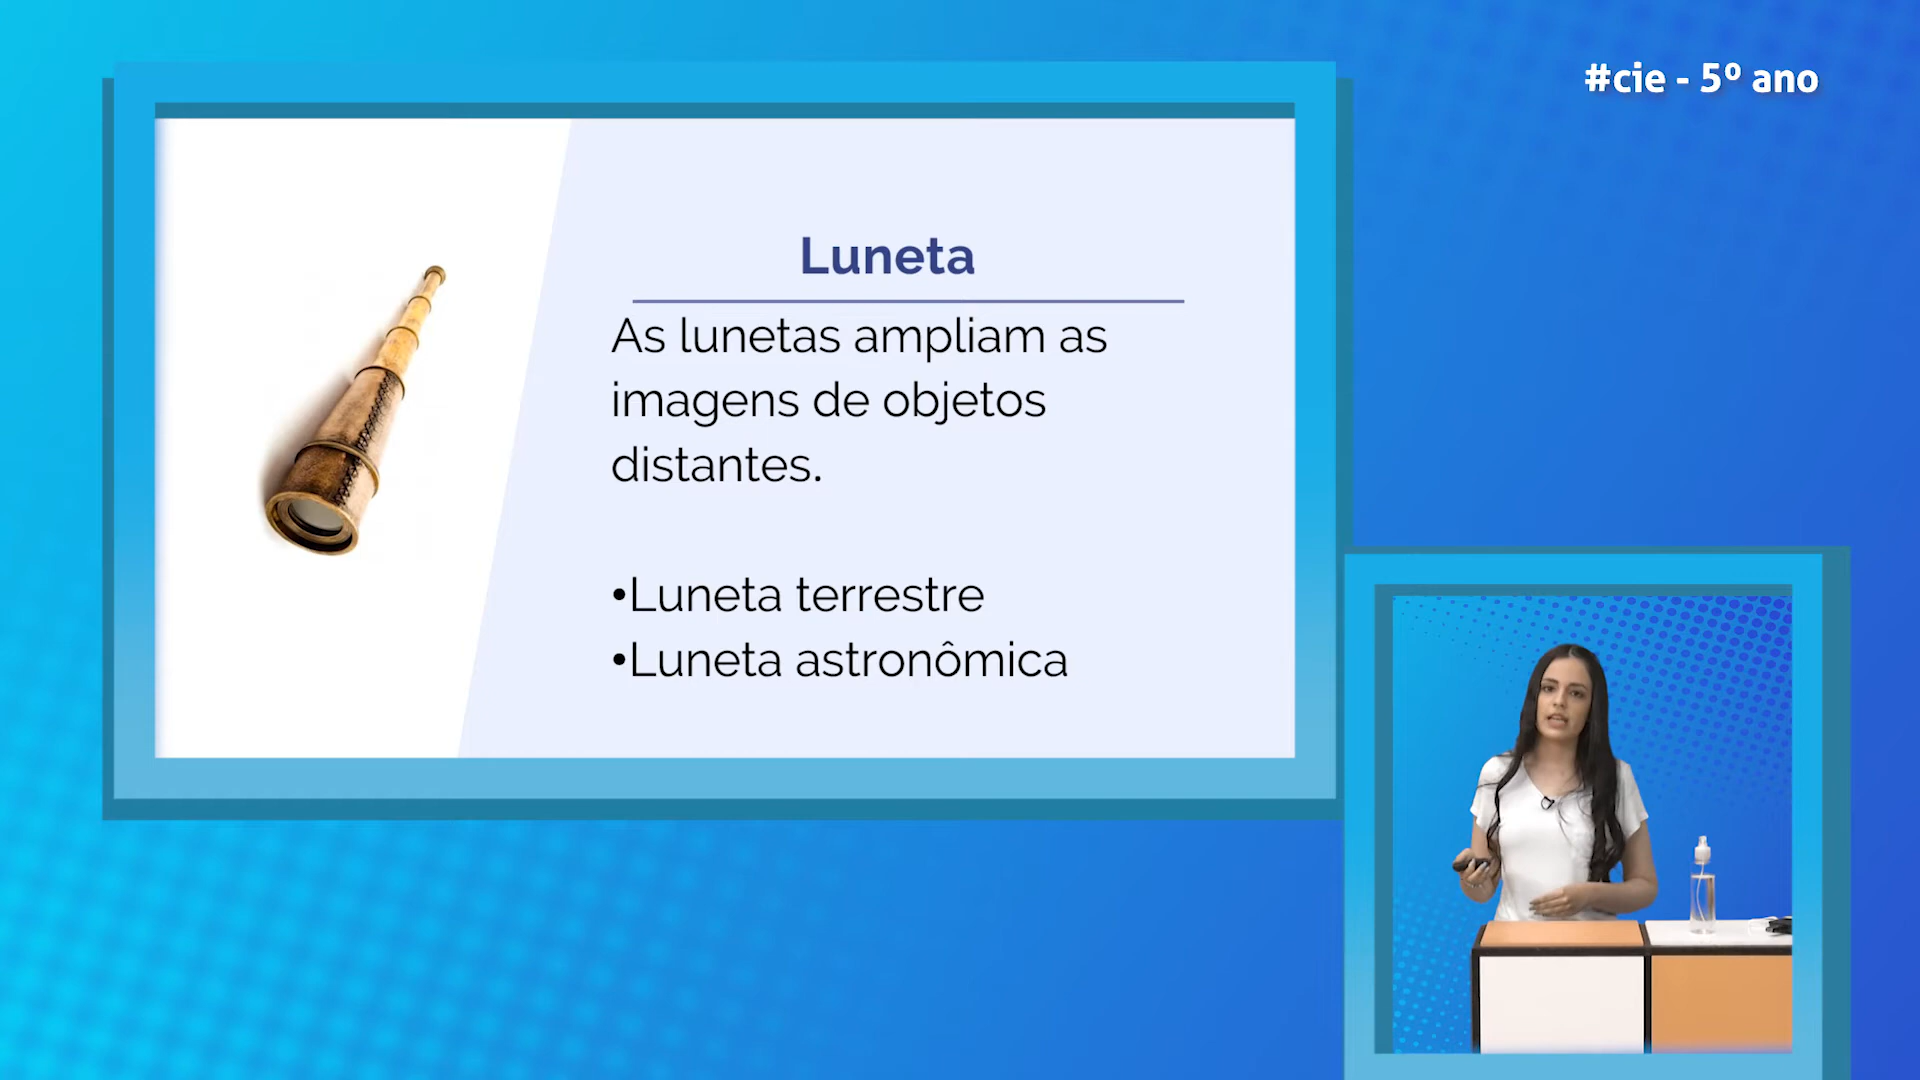 #cie - 5º ano
Luneta
As lunetas ampliam as
imagens de objetos
distantes.
•Luneta terrestre
•Luneta astronômica